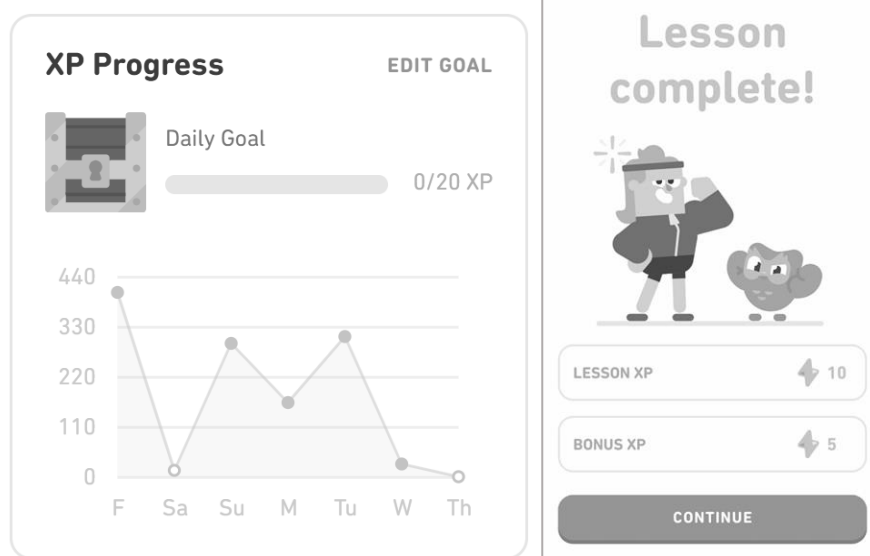 XP Progress
EDIT GOAL
Daily Goal
0/20 XP
440
330
220
110
0
F Sa Su M Tu W Th
Lesson
complete!
LESSON XP 10
BONUS XP 5
CONTINUE